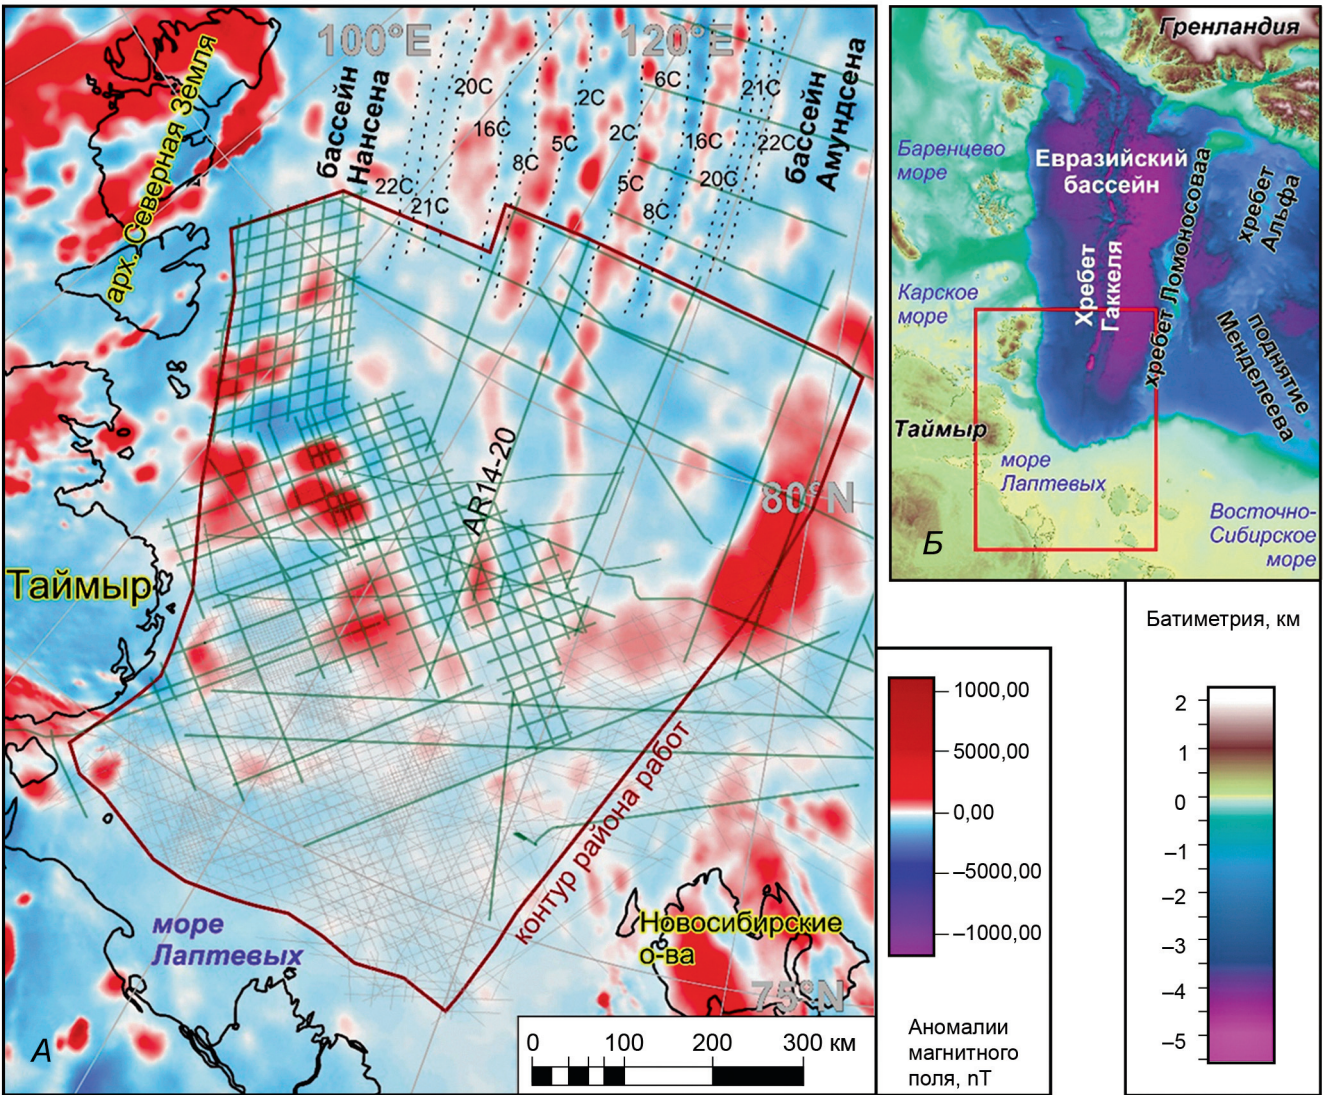 100°E
120°E
бассейн
Нансена
бассейн
Амундсена
20C
16C
8C
5C
2C
2C
5C
8C
6C
16C
20C
21C
22C
22C
21C
арх. Северная Земля
AR14-20
80°N
Таймыр
контур района работ
море
Лаптевых
Новосибирские
о-ва
75°N
А
0 100 200 300 км
Гренландия
Баренцево
море
Евразийский
бассейн
хребет Ломоносоваа
хребет
Альфа
Хребет
Гаккеля
Карское
море
поднятие
Менделеева
Таймыр
море
Лаптевых
Восточно-
Сибирское
море
Б
1000,00
5000,00
0,00
–5000,00
–1000,00
Аномалии
магнитного
поля, nT
Батиметрия, км
2
1
0
–1
–2
–3
–4
–5